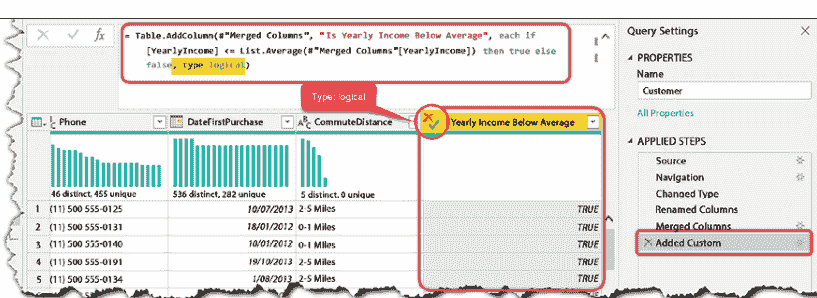 = Table.AddColumn(#"Merged Columns", "Is Yearly Income Below Average", each if
[YearlyIncome] <= List.Average(#"Merged Columns"[YearlyIncome]) then true else
false, type logical)
Type: logical
Phone DateFirstPurchase ABC CommuteDistance Yearly Income Below Average
46 distinct, 455 unique 536 distinct, 282 unique 5 distinct, 0 unique
1 (11) 500 555-0125 10/07/2013 2-5 Miles TRUE
2 (11) 500 555-0131 18/01/2012 0-1 Miles TRUE
3 (11) 500 555-0140 10/01/2012 0-1 Miles TRUE
4 (11) 500 555-0191 19/10/2013 2-5 Miles TRUE
5 (11) 500 555-0134 1/08/2013 2-5 Miles TRUE
Query Settings
PROPERTIES
Name
Customer
All Properties
APPLIED STEPS
Source
Navigation
Changed Type
Renamed Columns
Merged Columns
Added Custom